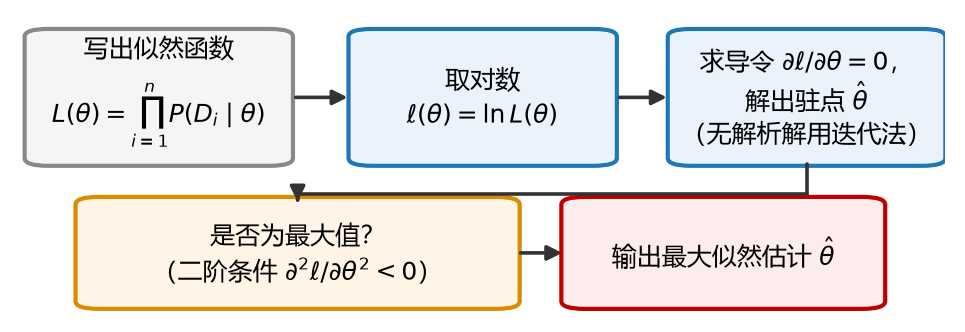 写出似然函数
L(θ) = ∏_{i=1}^{n} P(D_i | θ)
取对数
ℓ(θ) = ln L(θ)
求导令 ∂ℓ/∂θ = 0,
解出驻点 θ̂
(无解析解用迭代法)
是否为最大值?
(二阶条件 ∂²ℓ/∂θ² < 0)
输出最大似然估计 θ̂